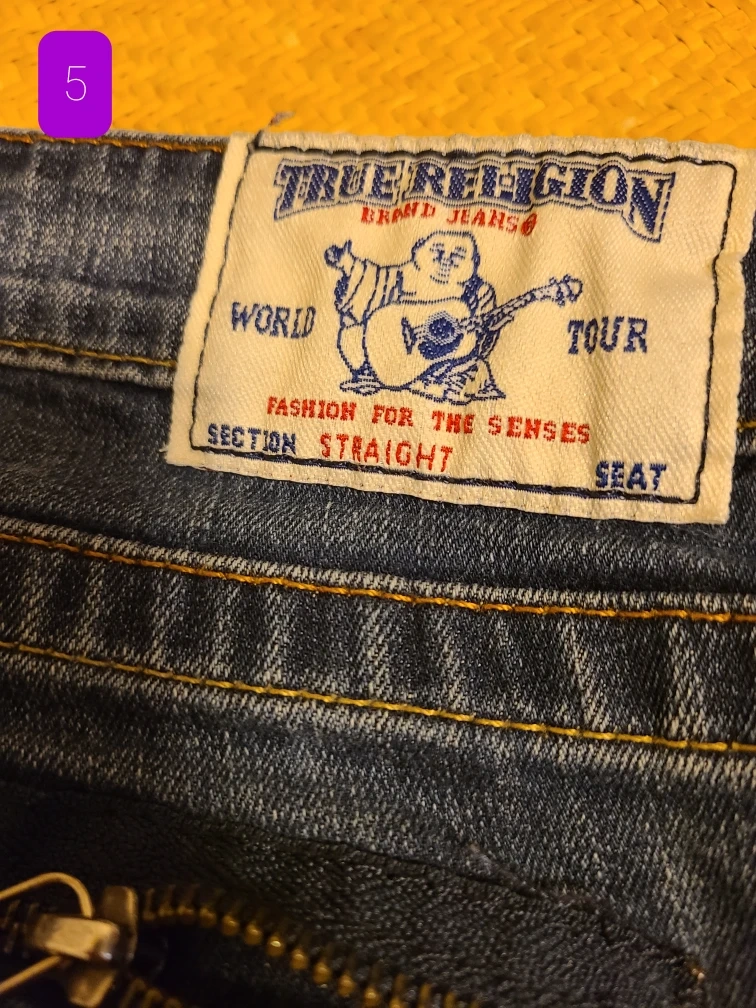 5
TRUE RELIGION
BRAND JEANS®
WORLD TOUR
FASHION FOR THE SENSES
SECTION STRAIGHT SEAT